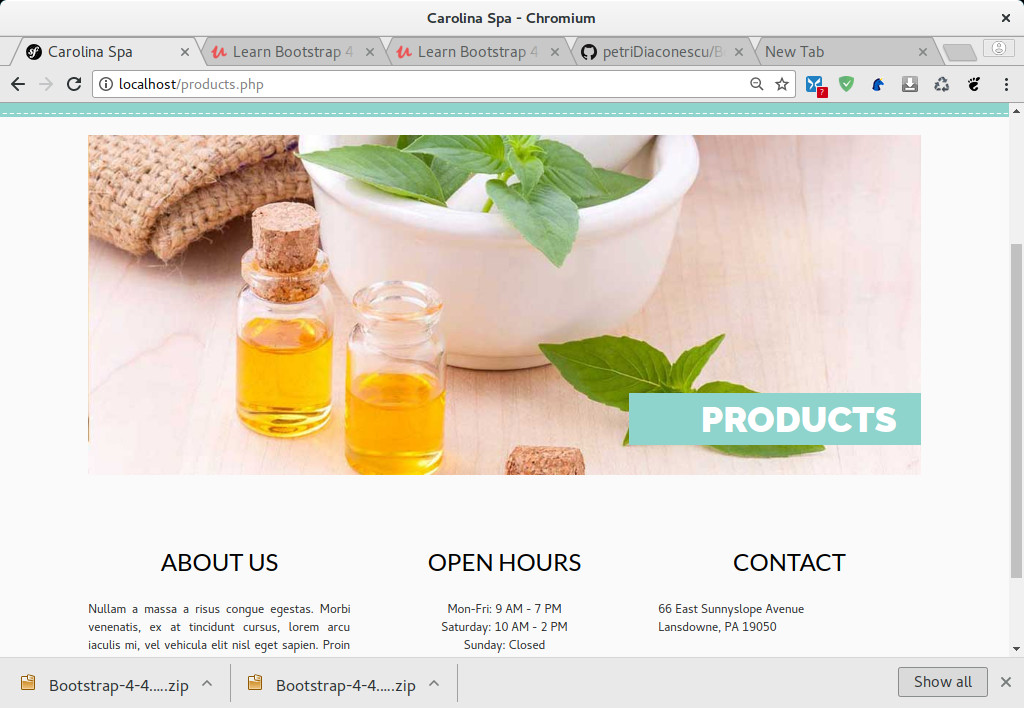 Carolina Spa - Chromium
Carolina Spa
Learn Bootstrap 4
Learn Bootstrap 4
petriDiaconescu/B
New Tab
localhost/products.php
?
PRODUCTS
ABOUT US
Nullam a massa a risus congue egestas. Morbi
venenatis, ex at tincidunt cursus, lorem arcu
iaculis mi, vel vehicula elit nisl eget sapien. Proin
OPEN HOURS
Mon-Fri: 9 AM - 7 PM
Saturday: 10 AM - 2 PM
Sunday: Closed
CONTACT
66 East Sunnyslope Avenue
Lansdowne, PA 19050
Bootstrap-4-4.....zip
Bootstrap-4-4.....zip
Show all